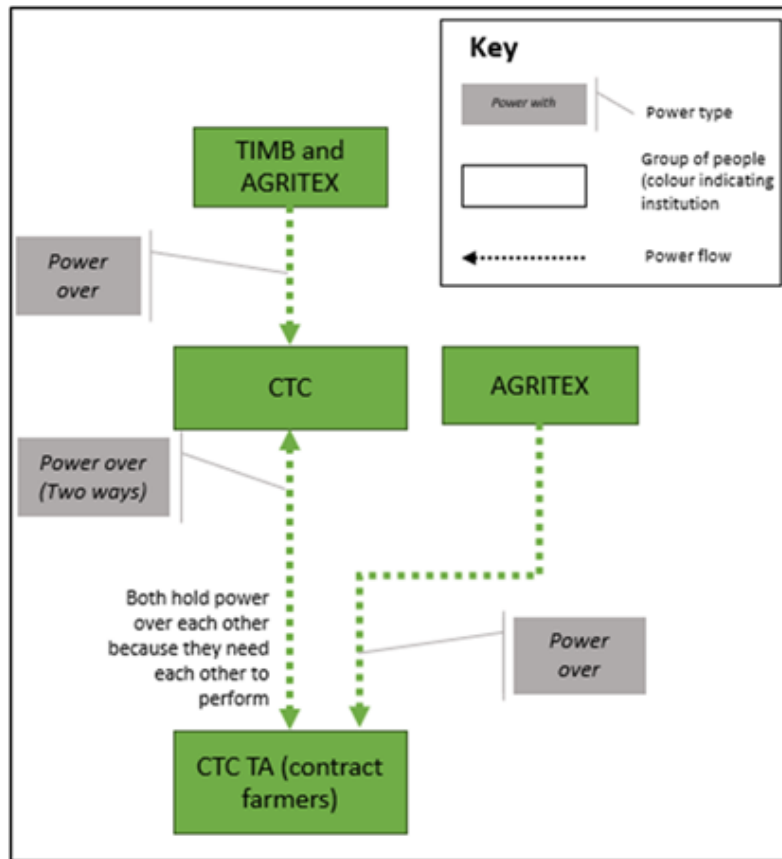 Key
Power with
Power type
Group of people
(colour indicating
institution
Power flow
TIMB and
AGRITEX
Power
over
CTC
AGRITEX
Power over
(Two ways)
Both hold power
over each other
because they need
each other to
perform
Power
over
CTC TA (contract
farmers)